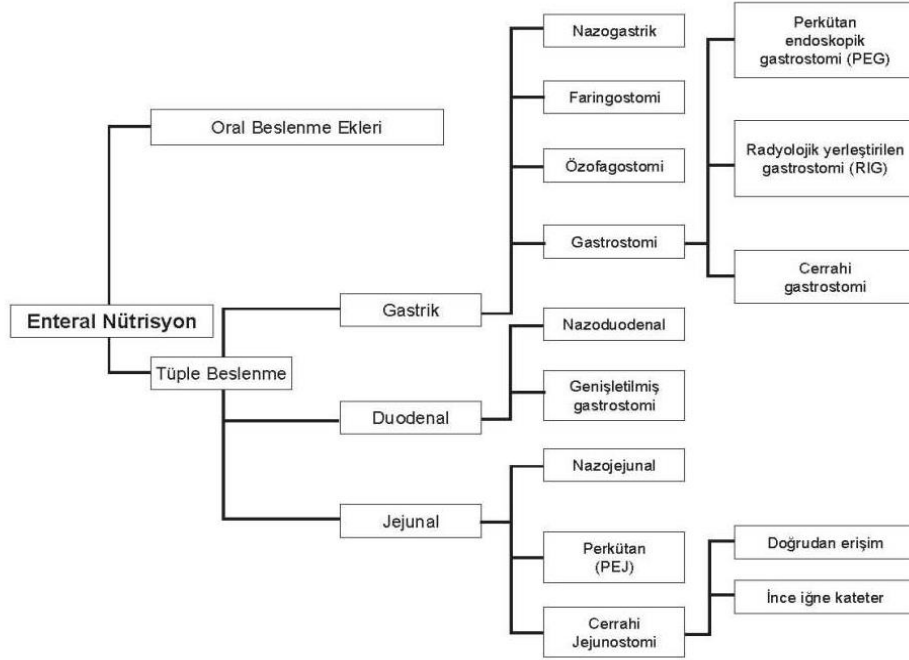 Enteral Nütrisyon
Oral Beslenme Ekleri
Tüple Beslenme
Gastrik
Nazogastrik
Faringostomi
Özofagostomi
Gastrostomi
Perkütan
endoskopik
gastrostomi (PEG)
Radyolojik yerleştirilen
gastrostomi (RIG)
Cerrahi
gastrostomi
Duodenal
Nazoduodenal
Genişletilmiş
gastrostomi
Jejunal
Nazojejunal
Perkütan
(PEJ)
Cerrahi
Jejunostomi
Doğrudan erişim
İnce iğne kateter